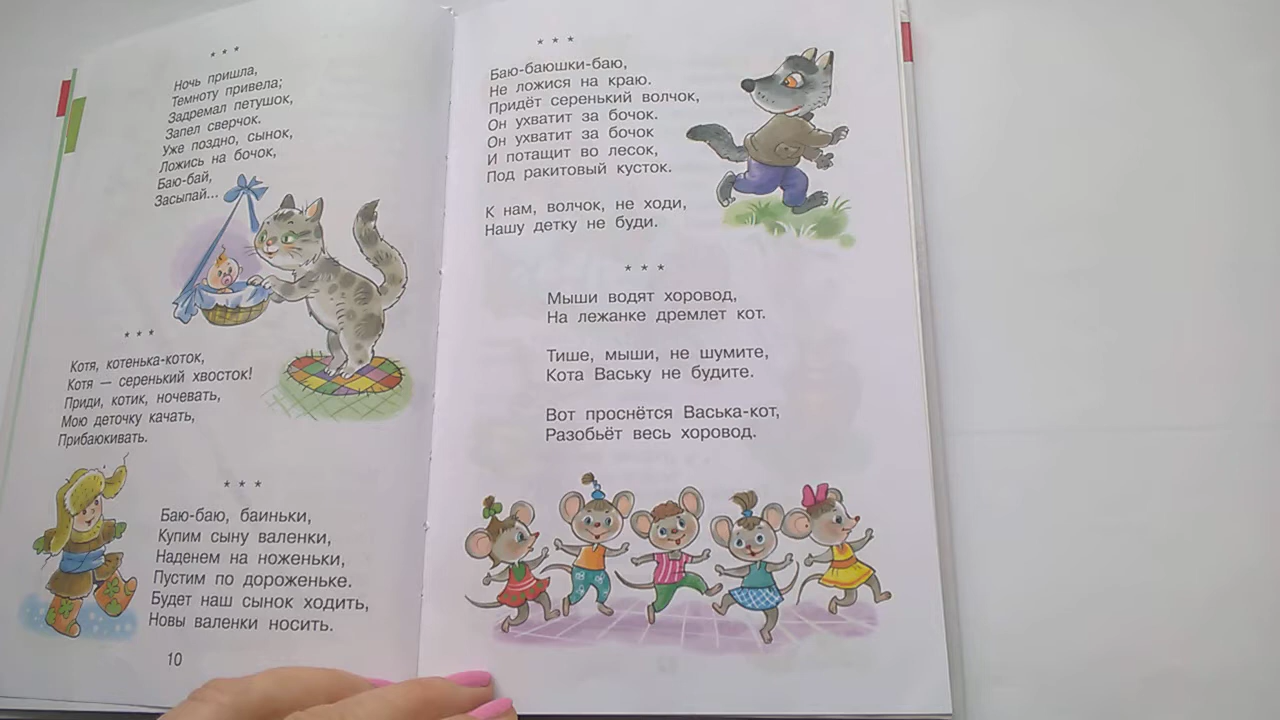 * * *
Ночь пришла,
Темноту привела;
Задремал петушок,
Запел сверчок.
Уже поздно, сынок,
Ложись на бочок,
Баю-бай,
Засыпай...
* * *
Котя, котенька-коток,
Котя — серенький хвосток!
Приди, котик, ночевать,
Мою деточку качать,
Прибаюкивать.
* * *
Баю-баю, баиньки,
Купим сыну валенки,
Наденем на ноженьки,
Пустим по дороженьке.
Будет наш сынок ходить,
Новы валенки носить.
10
* * *
Баю-баюшки-баю,
Не ложися на краю.
Придёт серенький волчок,
Он ухватит за бочок.
Он ухватит за бочок
И потащит во лесок,
Под ракитовый кусток.
К нам, волчок, не ходи,
Нашу детку не буди.
* * *
Мыши водят хоровод,
На лежанке дремлет кот.
Тише, мыши, не шумите,
Кота Ваську не будите.
Вот проснётся Васька-кот,
Разобьёт весь хоровод.